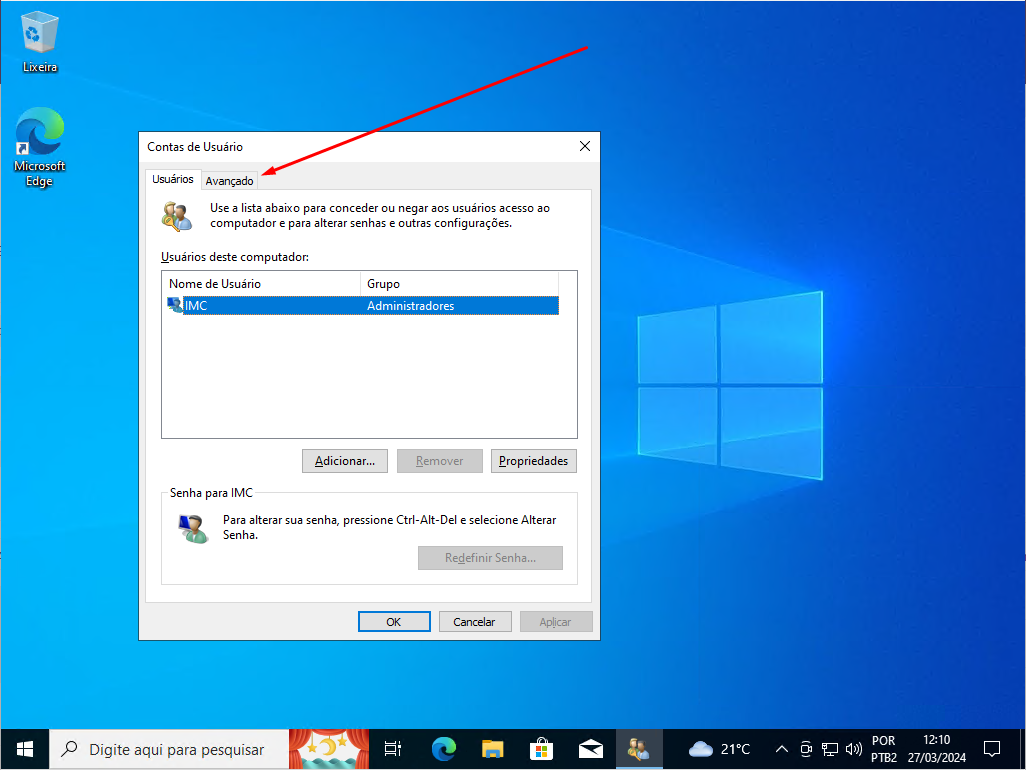 Lixeira
Microsoft
Edge
Contas de Usuário
Usuários
Avançado
Use a lista abaixo para conceder ou negar aos usuários acesso ao
computador e para alterar senhas e outras configurações.
Usuários deste computador:
Nome de Usuário Grupo
IMC Administradores
Adicionar... Remover Propriedades
Senha para IMC
Para alterar sua senha, pressione Ctrl-Alt-Del e selecione Alterar
Senha.
Redefinir Senha...
OK Cancelar Aplicar
Digite aqui para pesquisar
21°C
POR
PTB2
12:10
27/03/2024